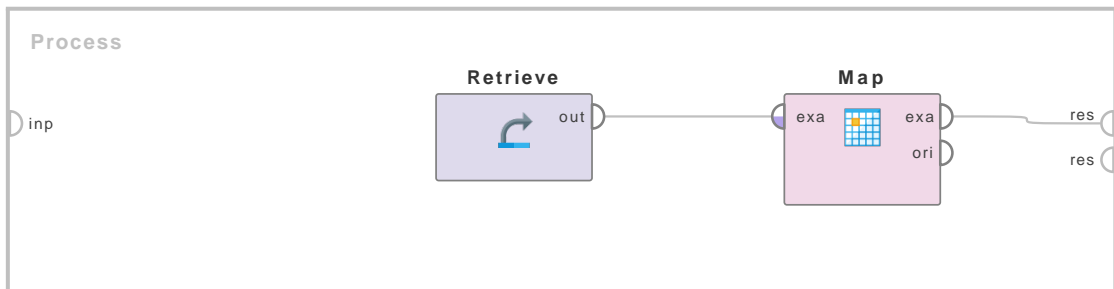 Process
Retrieve
Map
inp
out
exa
exa
res
ori
res